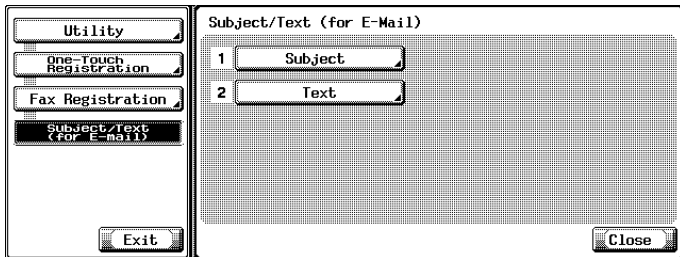 Utility
One-Touch
Registration
Fax Registration
Subject/Text
(for E-mail)
Exit
Subject/Text (for E-Mail)
1 Subject
2 Text
Close